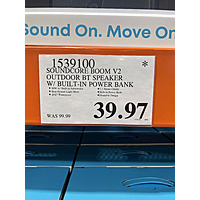 Sound On. Move On
1539100 *
SOUNDCORE BOOM V2
OUTDOOR BT SPEAKER
W/ BUILT-IN POWER BANK
WAS 99.99
39.97